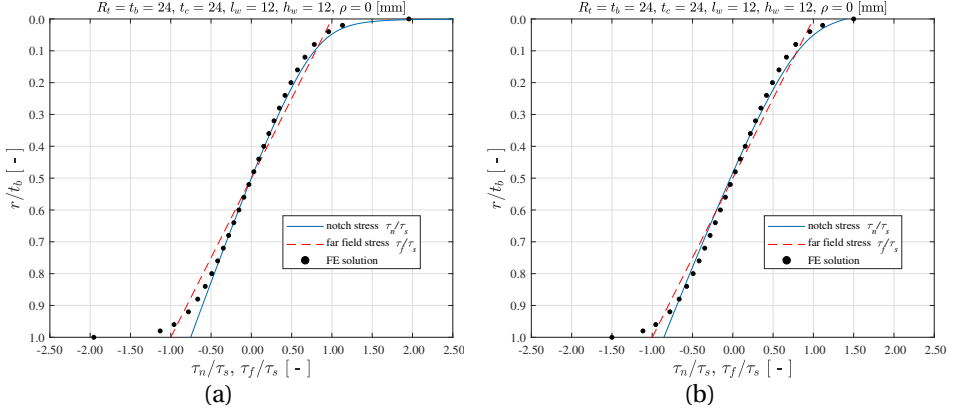 R_t = t_b = 24, t_c = 24, l_w = 12, h_w = 12, ρ = 0 [mm]
0.0
0.1
0.2
0.3
0.4
0.5
0.6
0.7
0.8
0.9
1.0
r/t_b [ - ]
notch stress τ_n/τ_s
far field stress τ_f/τ_s
FE solution
-2.50 -2.00 -1.50 -1.00 -0.50 0.00 0.50 1.00 1.50 2.00 2.50
τ_n/τ_s, τ_f/τ_s [ - ]
(a)
R_t = t_b = 24, t_c = 24, l_w = 12, h_w = 12, ρ = 0 [mm]
0.0
0.1
0.2
0.3
0.4
0.5
0.6
0.7
0.8
0.9
1.0
r/t_b [ - ]
notch stress τ_n/τ_s
far field stress τ_f/τ_s
FE solution
-2.50 -2.00 -1.50 -1.00 -0.50 0.00 0.50 1.00 1.50 2.00 2.50
τ_n/τ_s, τ_f/τ_s [ - ]
(b)